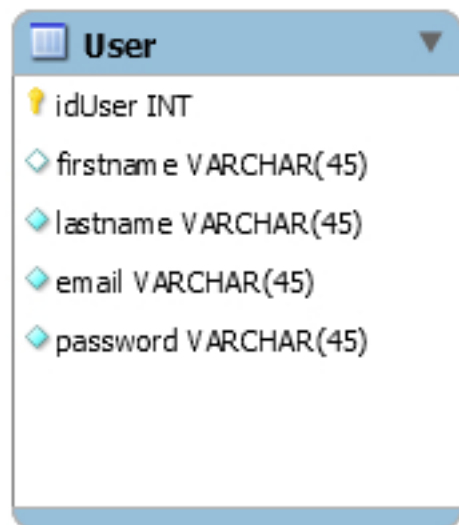 User
idUser INT
firstname VARCHAR(45)
lastname VARCHAR(45)
email VARCHAR(45)
password VARCHAR(45)